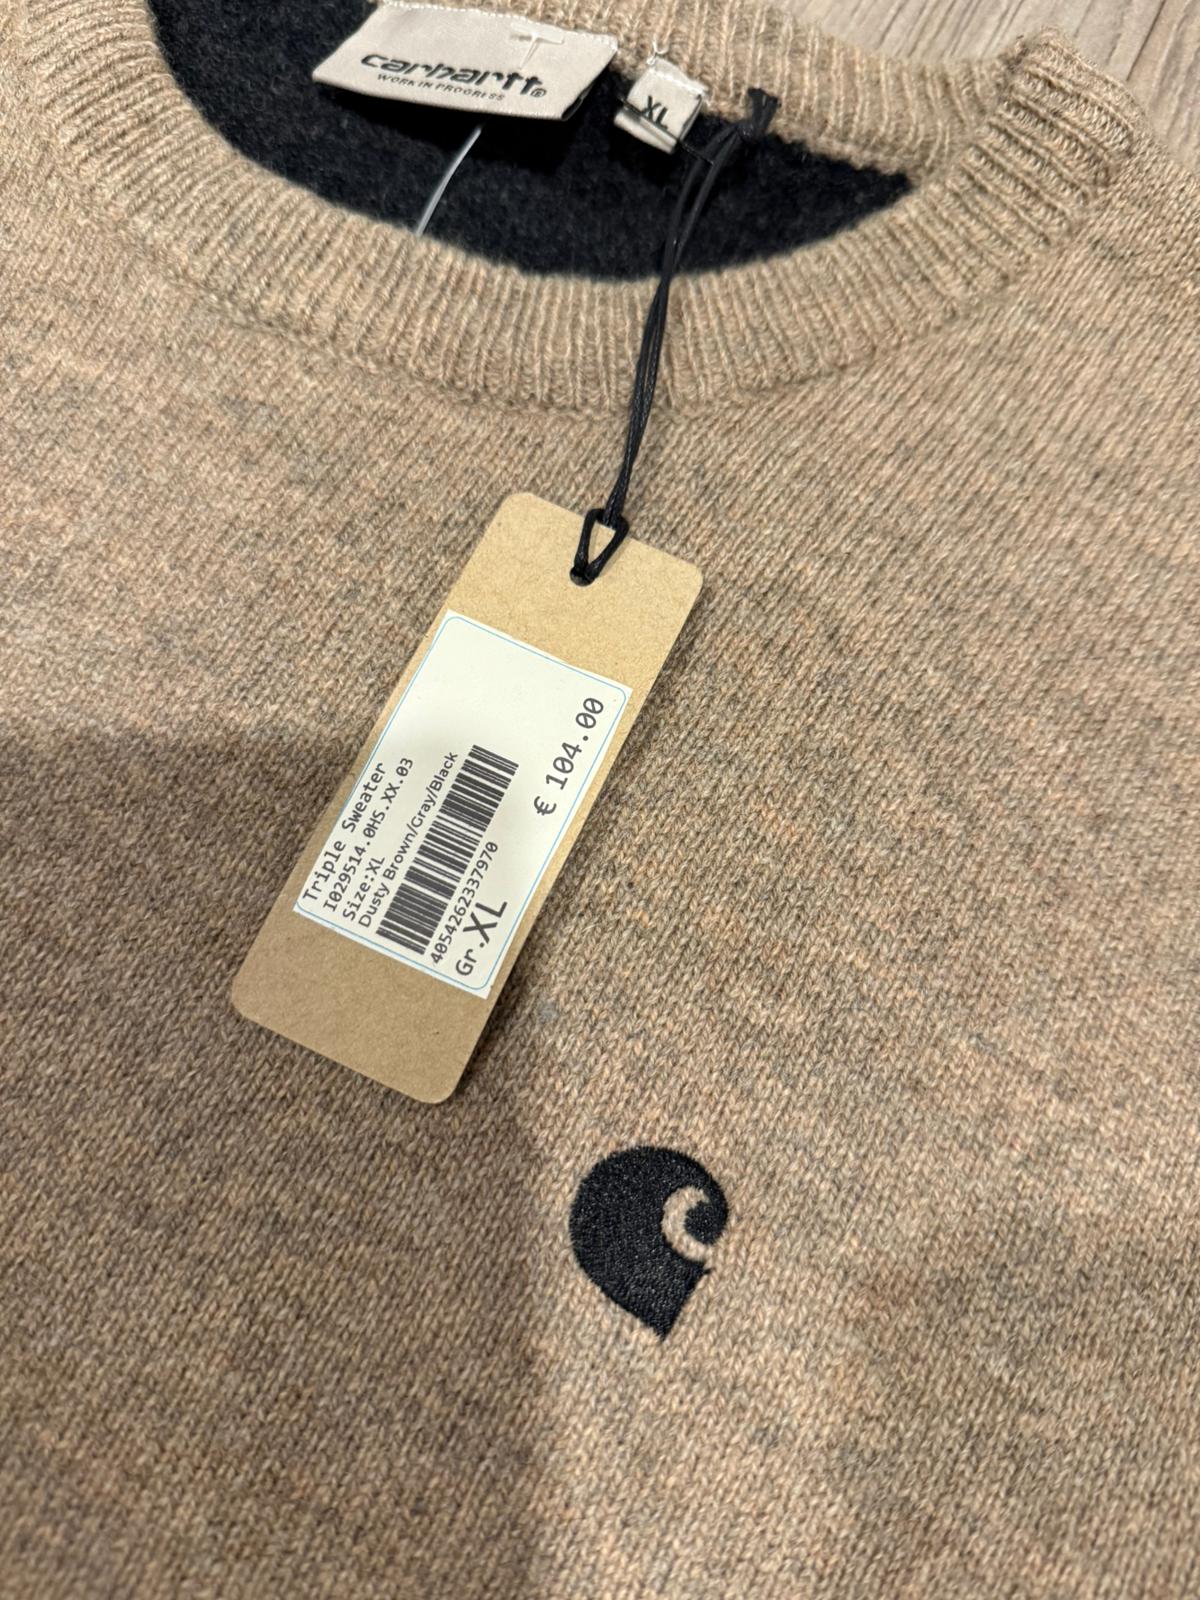 carhartt®
WORK IN PROGRESS
XL
Triple Sweater
I029514.0HS.XX.03
Size:XL
Dusty Brown/Gray/Black
4054262337970
Gr.XL
€ 104.00